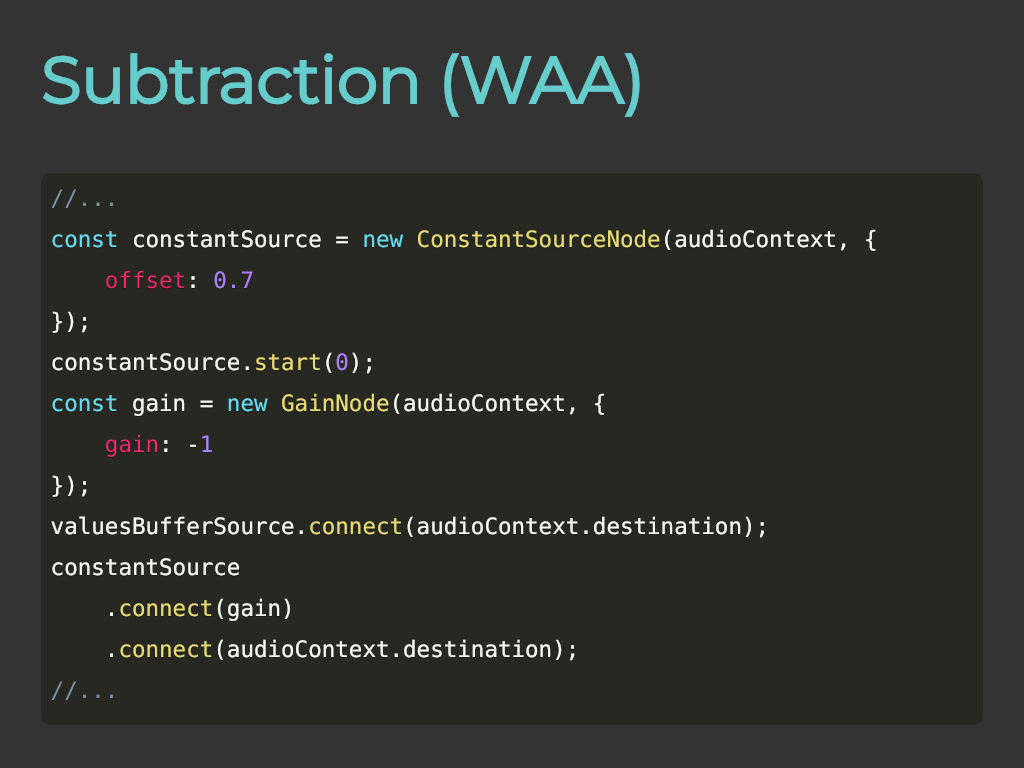 Subtraction (WAA)
//...
const constantSource = new ConstantSourceNode(audioContext, {
    offset: 0.7
});
constantSource.start(0);
const gain = new GainNode(audioContext, {
    gain: -1
});
valuesBufferSource.connect(audioContext.destination);
constantSource
    .connect(gain)
    .connect(audioContext.destination);
//...